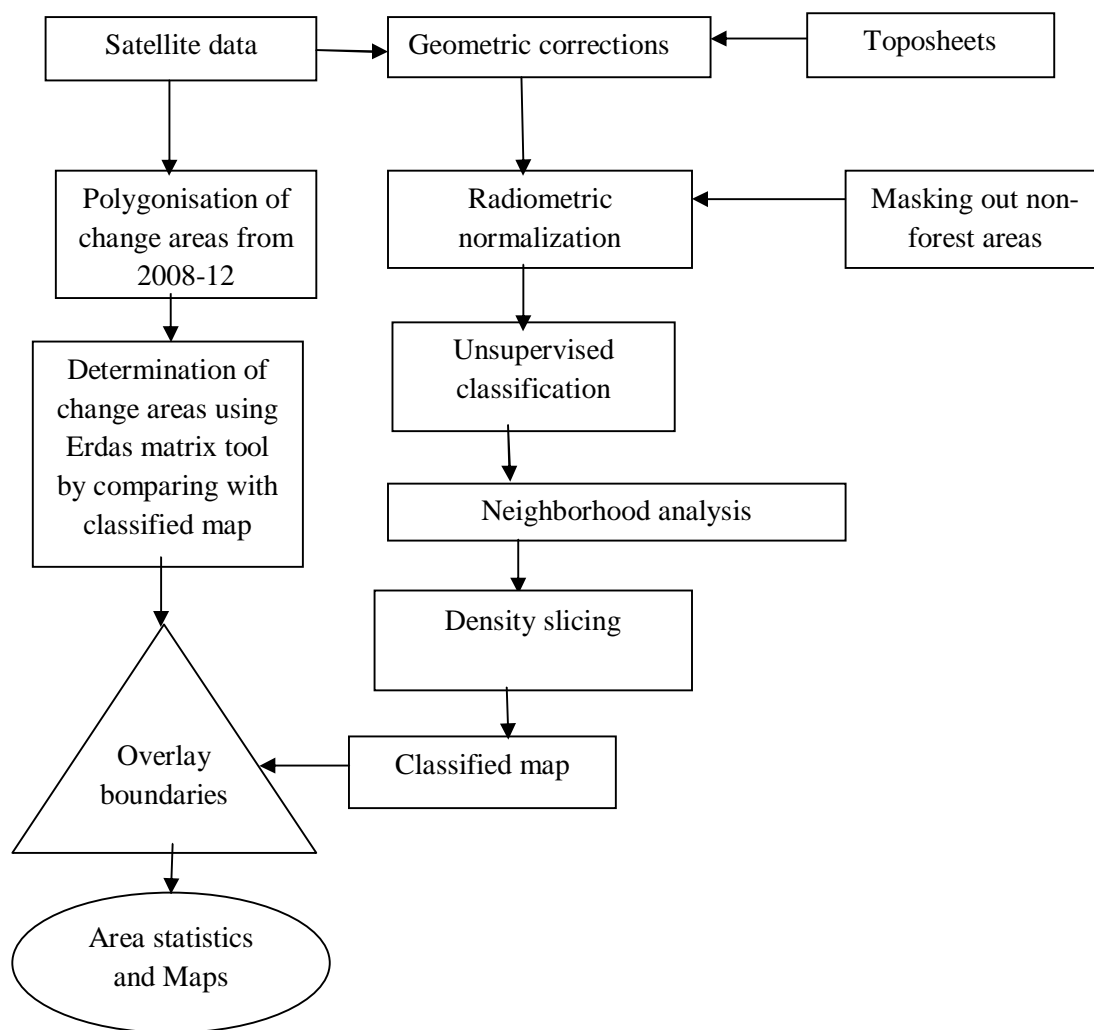 Satellite data
Geometric corrections
Toposheets
Polygonisation of
change areas from
2008-12
Radiometric
normalization
Masking out non-
forest areas
Determination of
change areas using
Erdas matrix tool
by comparing with
classified map
Unsupervised
classification
Neighborhood analysis
Density slicing
Overlay
boundaries
Classified map
Area statistics
and Maps